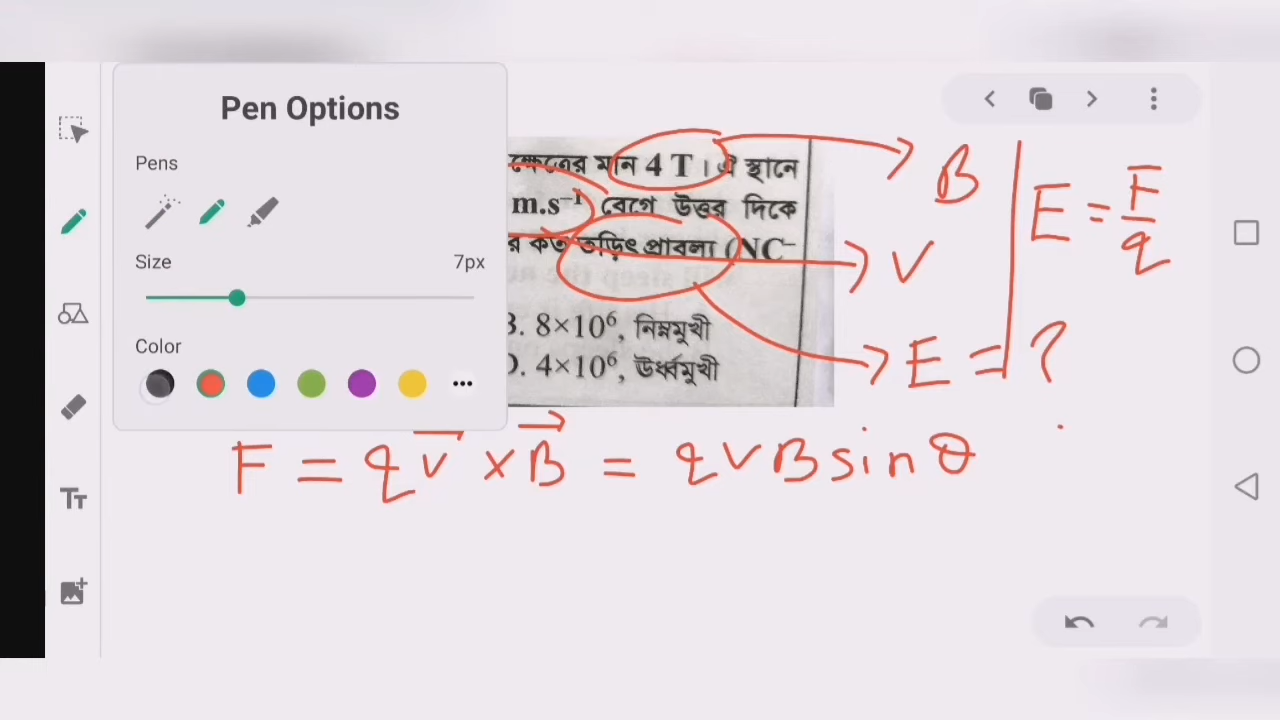 Pen Options
Pens
Size 7px
Color
ক্ষেত্রের মান 4 T । ঐ স্থানে
m.s⁻¹ বেগে উত্তর দিকে
র কত তড়িৎ প্রাবল্য (NC⁻
B. 8×10⁶, নিম্নমুখী
D. 4×10⁶, ঊর্ধ্বমুখী
B
V
E = ?
E = F/q
F = qv × B = qVBsinθ
Tт